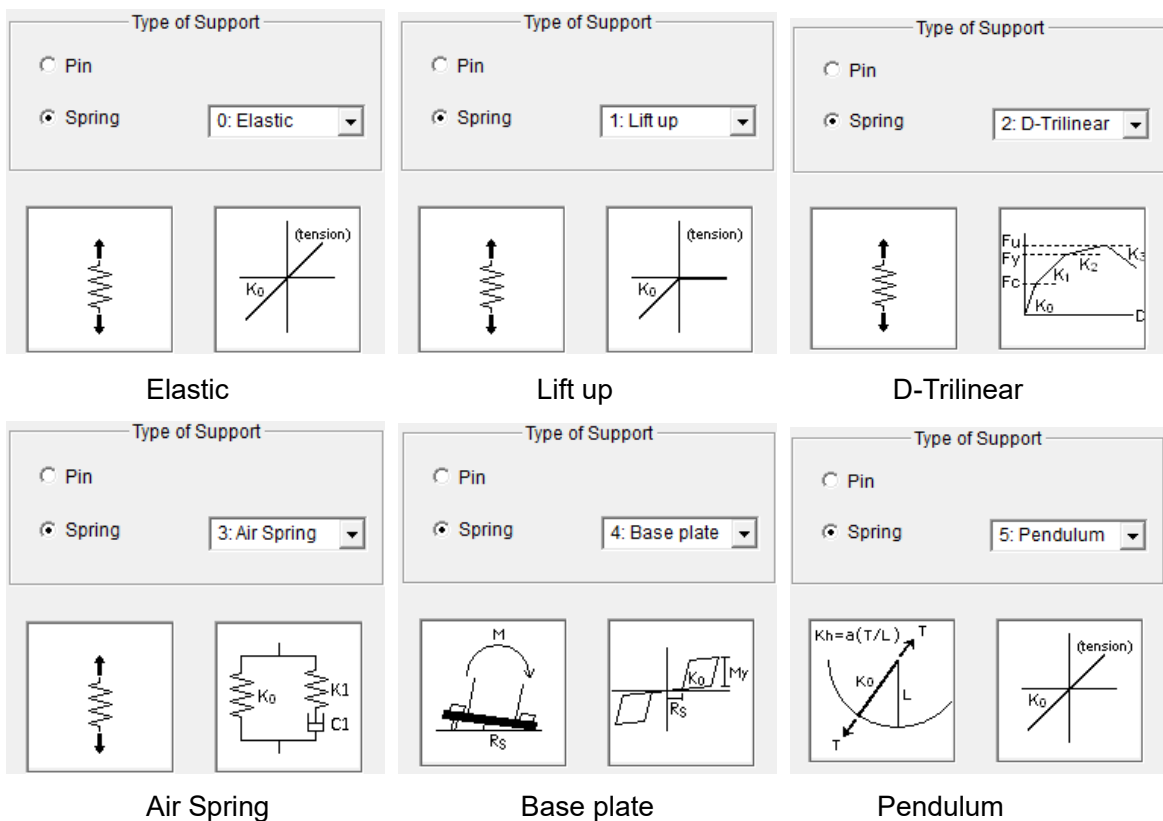 Type of Support
Pin
Spring
0: Elastic
(tension)
K0
Elastic
Type of Support
Pin
Spring
1: Lift up
(tension)
K0
Lift up
Type of Support
Pin
Spring
2: D-Trilinear
Fu
Fy
Fc
K0
K1
K2
K3
D
D-Trilinear
Type of Support
Pin
Spring
3: Air Spring
K0
K1
C1
Air Spring
Type of Support
Pin
Spring
4: Base plate
M
RS
K0
My
RS
Base plate
Type of Support
Pin
Spring
5: Pendulum
Kh=a(T/L)
T
K0
L
T
(tension)
K0
Pendulum